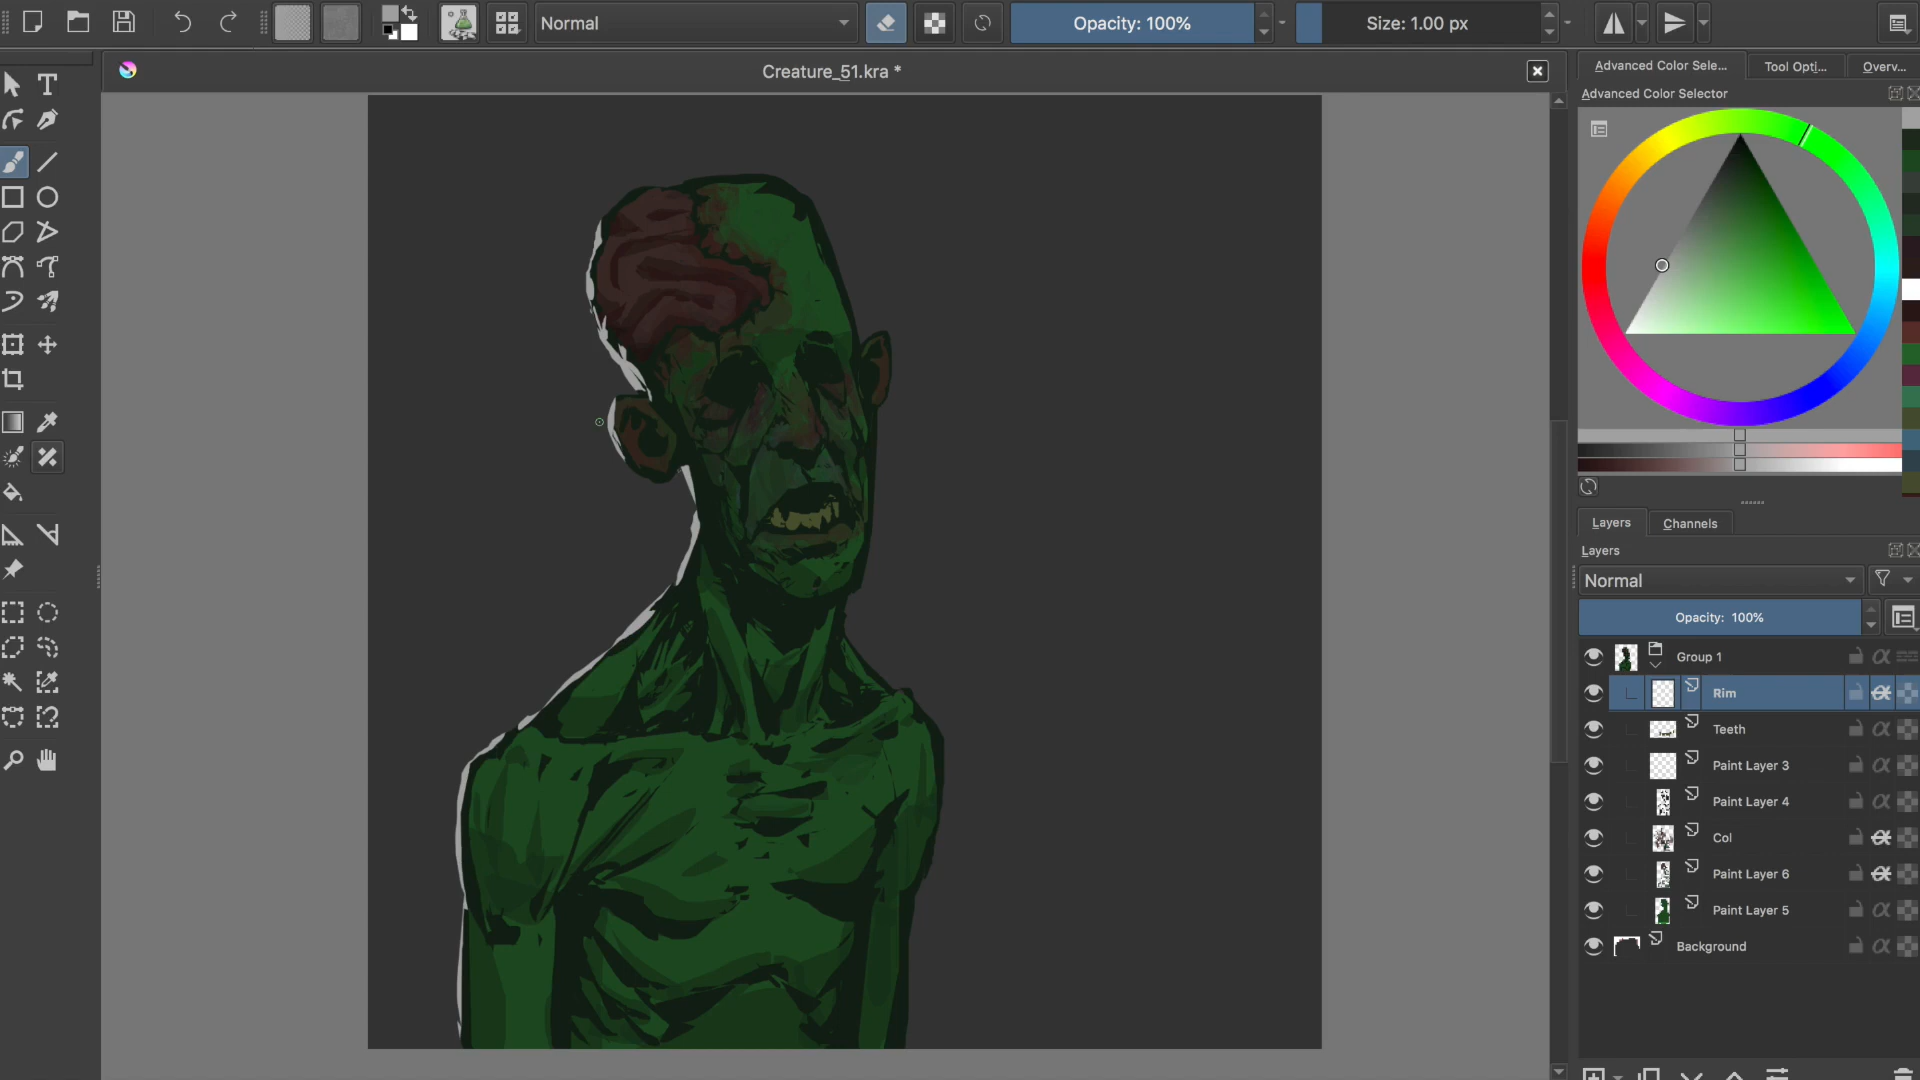 Normal
Opacity: 100%
Size: 1.00 px
Creature_51.kra *
Advanced Color Sele...
Tool Opti...
Overv...
Advanced Color Selector
Layers
Channels
Layers
Normal
Opacity: 100%
Group 1
Rim
Teeth
Paint Layer 3
Paint Layer 4
Col
Paint Layer 6
Paint Layer 5
Background